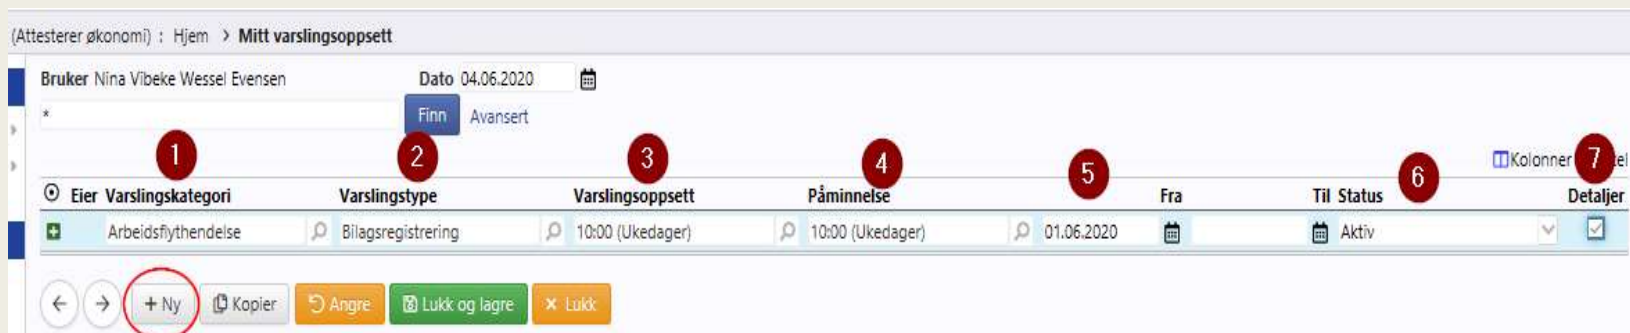 (Attesterer økonomi) : Hjem > Mitt varslingsoppsett
Bruker Nina Vibeke Wessel Evensen Dato 04.06.2020
* Finn Avansert
1 2 3 4 5 6 7
Kolonner
Eier Varslingskategori Varslingstype Varslingsoppsett Påminnelse Fra Til Status Detaljer
Arbeidsflythendelse Bilagsregistrering 10:00 (Ukedager) 10:00 (Ukedager) 01.06.2020 Aktiv
+ Ny Kopier Angre Lukk og lagre × Lukk